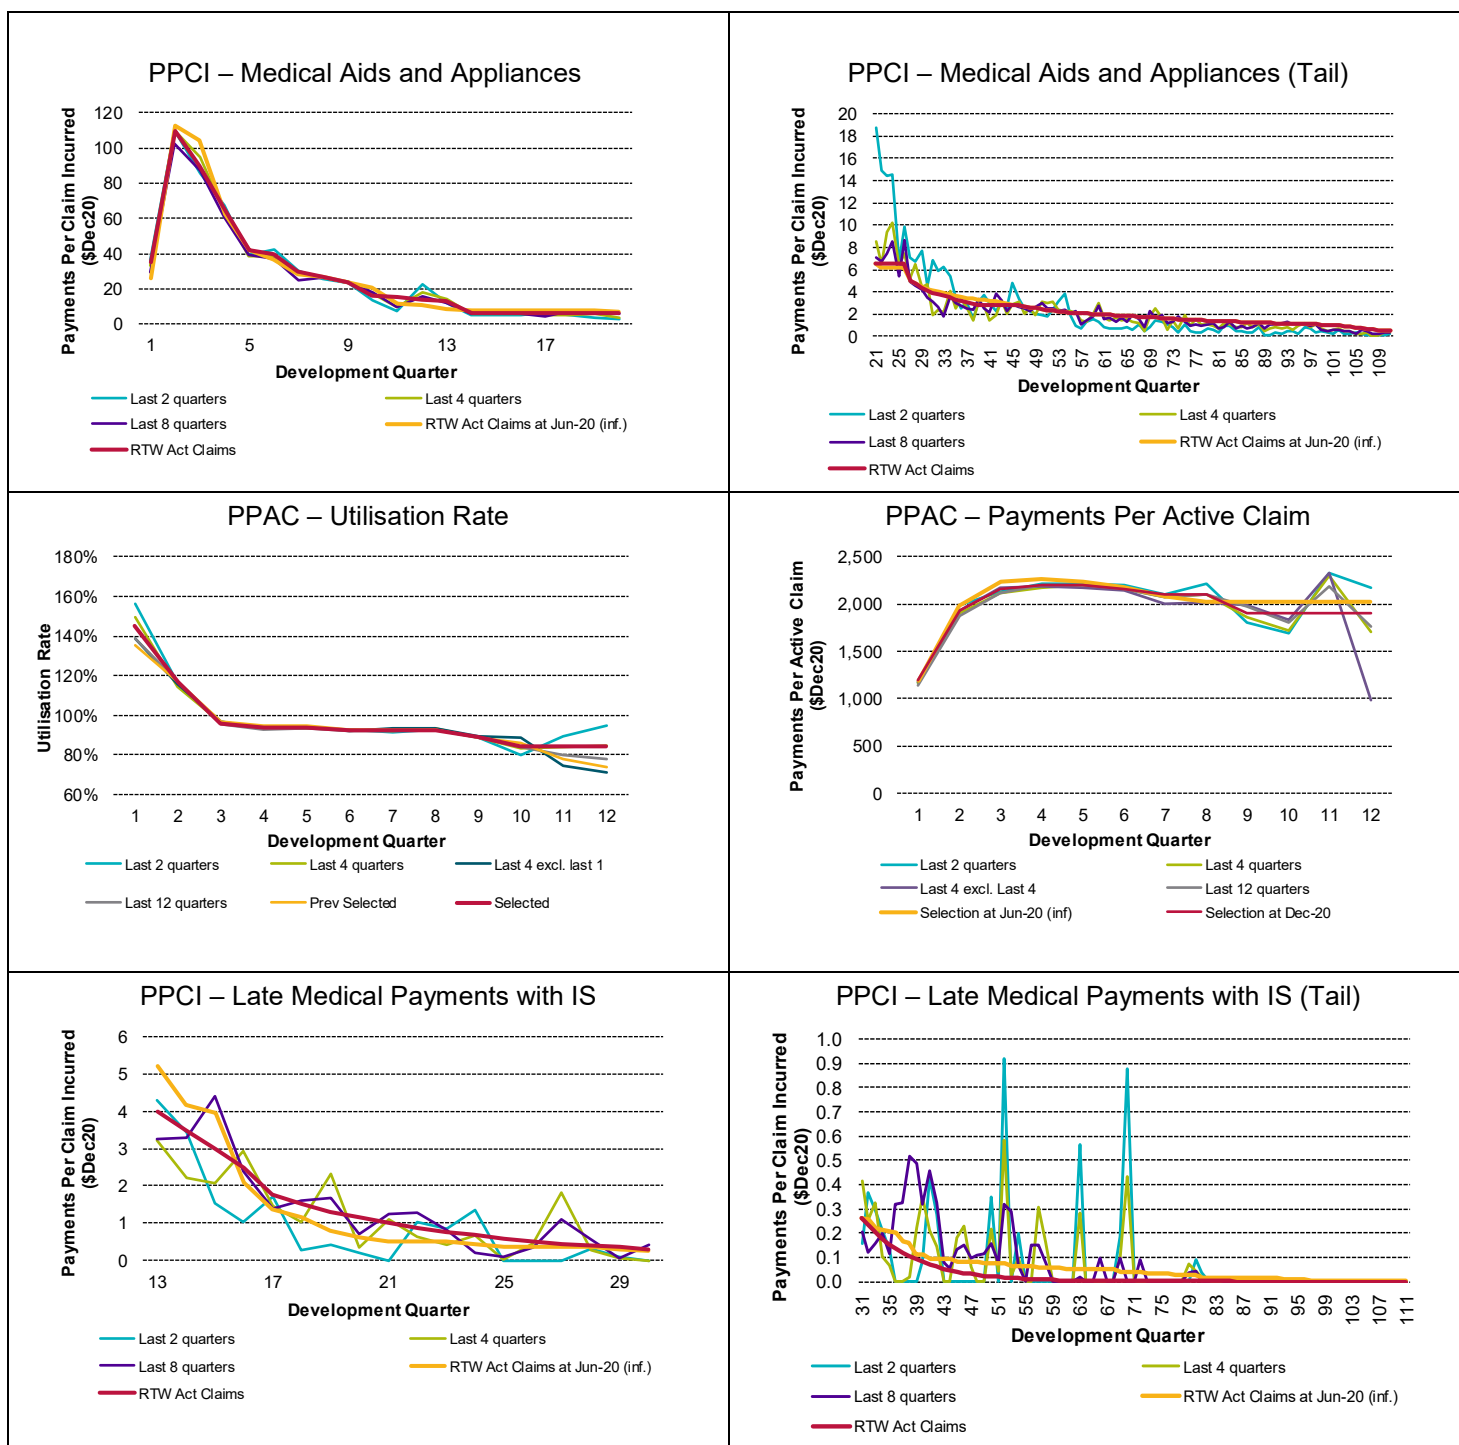 PPCI – Medical Aids and Appliances
Payments Per Claim Incurred
($Dec20)
120
100
80
60
40
20
0
1 5 9 13 17
Development Quarter
Last 2 quarters
Last 4 quarters
Last 8 quarters
RTW Act Claims at Jun-20 (inf.)
RTW Act Claims
PPCI – Medical Aids and Appliances (Tail)
Payments Per Claim Incurred
($Dec20)
20
18
16
14
12
10
8
6
4
2
0
21 25 29 33 37 41 45 49 53 57 61 65 69 73 77 81 85 89 93 97 101 105 109
Development Quarter
Last 2 quarters
Last 4 quarters
Last 8 quarters
RTW Act Claims at Jun-20 (inf.)
RTW Act Claims
PPAC – Utilisation Rate
Utilisation Rate
180%
160%
140%
120%
100%
80%
60%
1 2 3 4 5 6 7 8 9 10 11 12
Development Quarter
Last 2 quarters
Last 4 quarters
Last 4 excl. last 1
Last 12 quarters
Prev Selected
Selected
PPAC – Payments Per Active Claim
Payments Per Active Claim
($Dec20)
2,500
2,000
1,500
1,000
500
0
1 2 3 4 5 6 7 8 9 10 11 12
Development Quarter
Last 2 quarters
Last 4 quarters
Last 4 excl. Last 4
Last 12 quarters
Selection at Jun-20 (inf)
Selection at Dec-20
PPCI – Late Medical Payments with IS
Payments Per Claim Incurred
($Dec20)
6
5
4
3
2
1
0
13 17 21 25 29
Development Quarter
Last 2 quarters
Last 4 quarters
Last 8 quarters
RTW Act Claims at Jun-20 (inf.)
RTW Act Claims
PPCI – Late Medical Payments with IS (Tail)
Payments Per Claim Incurred
($Dec20)
1.0
0.9
0.8
0.7
0.6
0.5
0.4
0.3
0.2
0.1
0.0
31 35 39 43 47 51 55 59 63 67 71 75 79 83 87 91 95 99 103 107 111
Development Quarter
Last 2 quarters
Last 4 quarters
Last 8 quarters
RTW Act Claims at Jun-20 (inf.)
RTW Act Claims